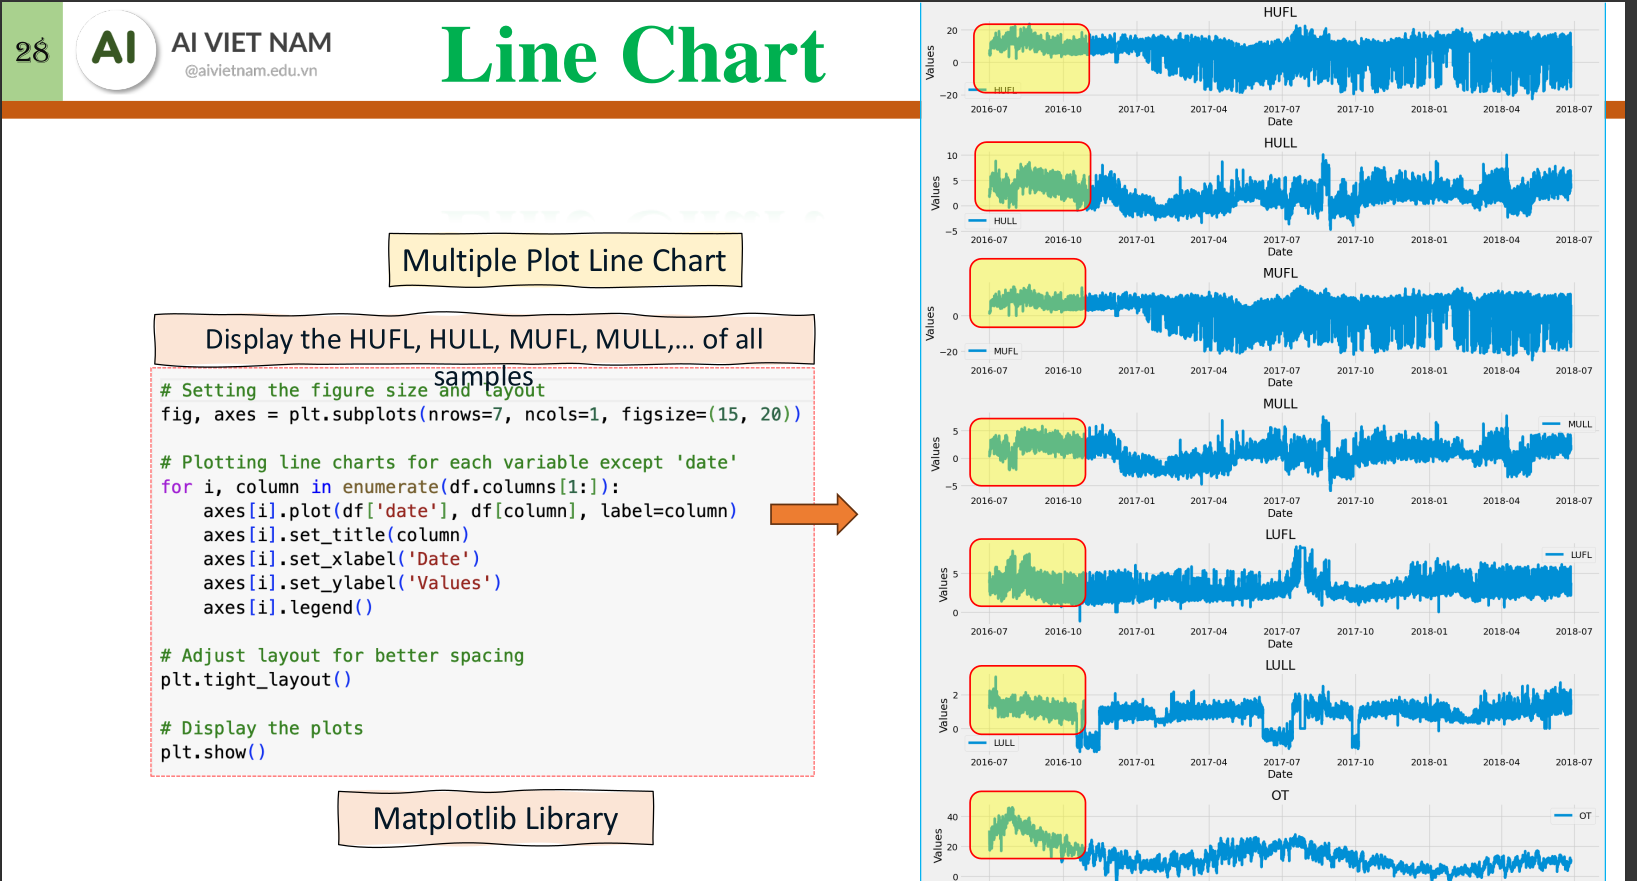 28
AI
AI VIET NAM
@aivietnam.edu.vn
Line Chart
Multiple Plot Line Chart
Display the HUFL, HULL, MUFL, MULL,... of all
samples
# Setting the figure size and layout
fig, axes = plt.subplots(nrows=7, ncols=1, figsize=(15, 20))
# Plotting line charts for each variable except 'date'
for i, column in enumerate(df.columns[1:]):
    axes[i].plot(df['date'], df[column], label=column)
    axes[i].set_title(column)
    axes[i].set_xlabel('Date')
    axes[i].set_ylabel('Values')
    axes[i].legend()
# Adjust layout for better spacing
plt.tight_layout()
# Display the plots
plt.show()
Matplotlib Library
HUFL
Values
20
0
−20
HUFL
2016-07 2016-10 2017-01 2017-04 2017-07 2017-10 2018-01 2018-04 2018-07
Date
HULL
Values
10
5
0
−5
HULL
2016-07 2016-10 2017-01 2017-04 2017-07 2017-10 2018-01 2018-04 2018-07
Date
MUFL
Values
0
−20
MUFL
2016-07 2016-10 2017-01 2017-04 2017-07 2017-10 2018-01 2018-04 2018-07
Date
MULL
Values
5
0
−5
MULL
2016-07 2016-10 2017-01 2017-04 2017-07 2017-10 2018-01 2018-04 2018-07
Date
LUFL
Values
5
0
LUFL
2016-07 2016-10 2017-01 2017-04 2017-07 2017-10 2018-01 2018-04 2018-07
Date
LULL
Values
2
0
LULL
2016-07 2016-10 2017-01 2017-04 2017-07 2017-10 2018-01 2018-04 2018-07
Date
OT
Values
40
20
0
OT